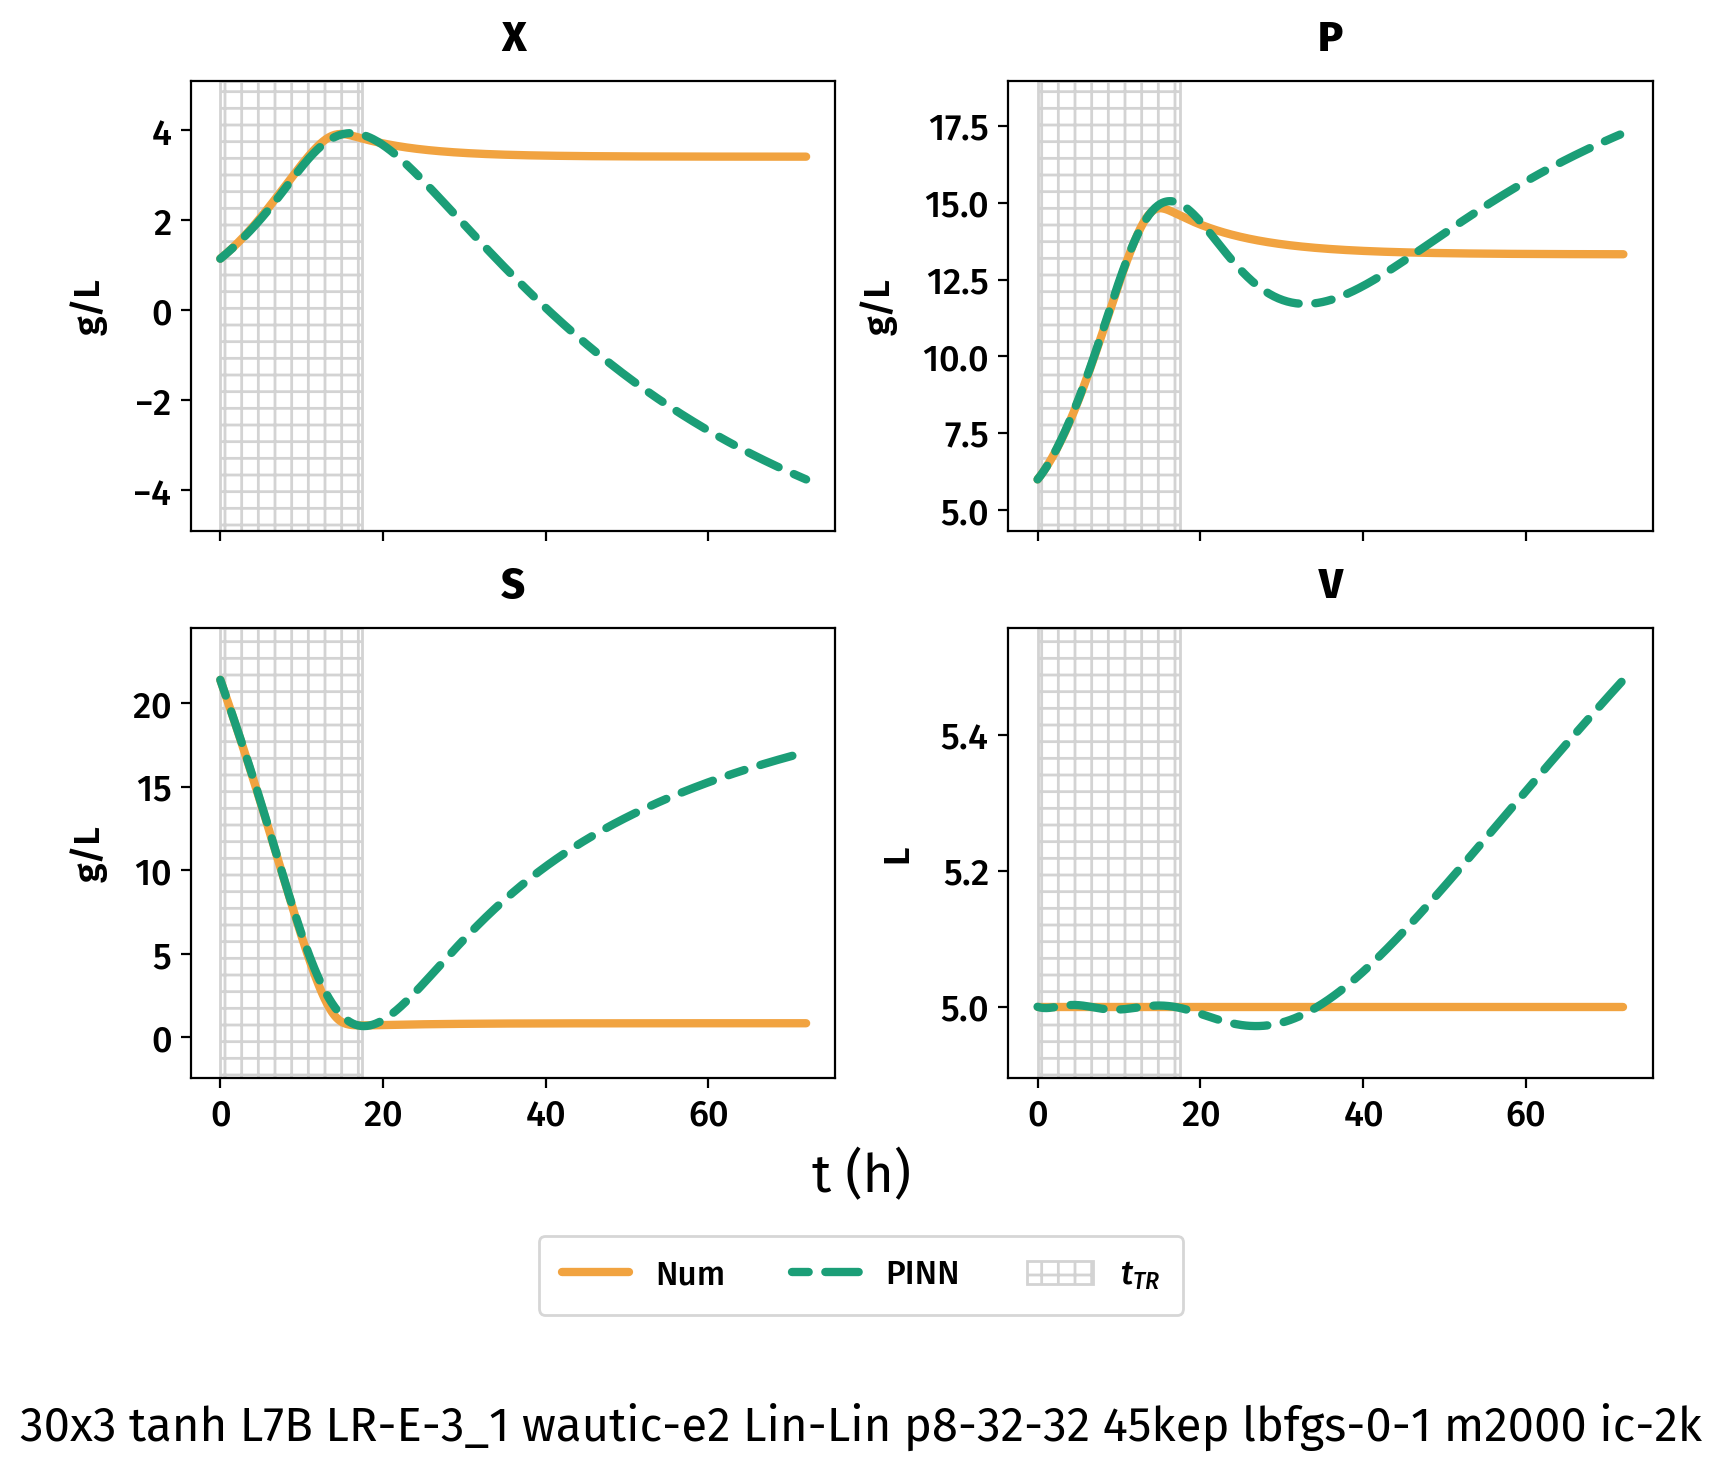 X
P
4
2
0
−2
−4
g/L
17.5
15.0
12.5
10.0
7.5
5.0
g/L
S
V
20
15
10
5
0
g/L
5.4
5.2
5.0
L
0 20 40 60
0 20 40 60
t (h)
Num PINN tTR
30x3 tanh L7B LR-E-3_1 wautic-e2 Lin-Lin p8-32-32 45kep lbfgs-0-1 m2000 ic-2k